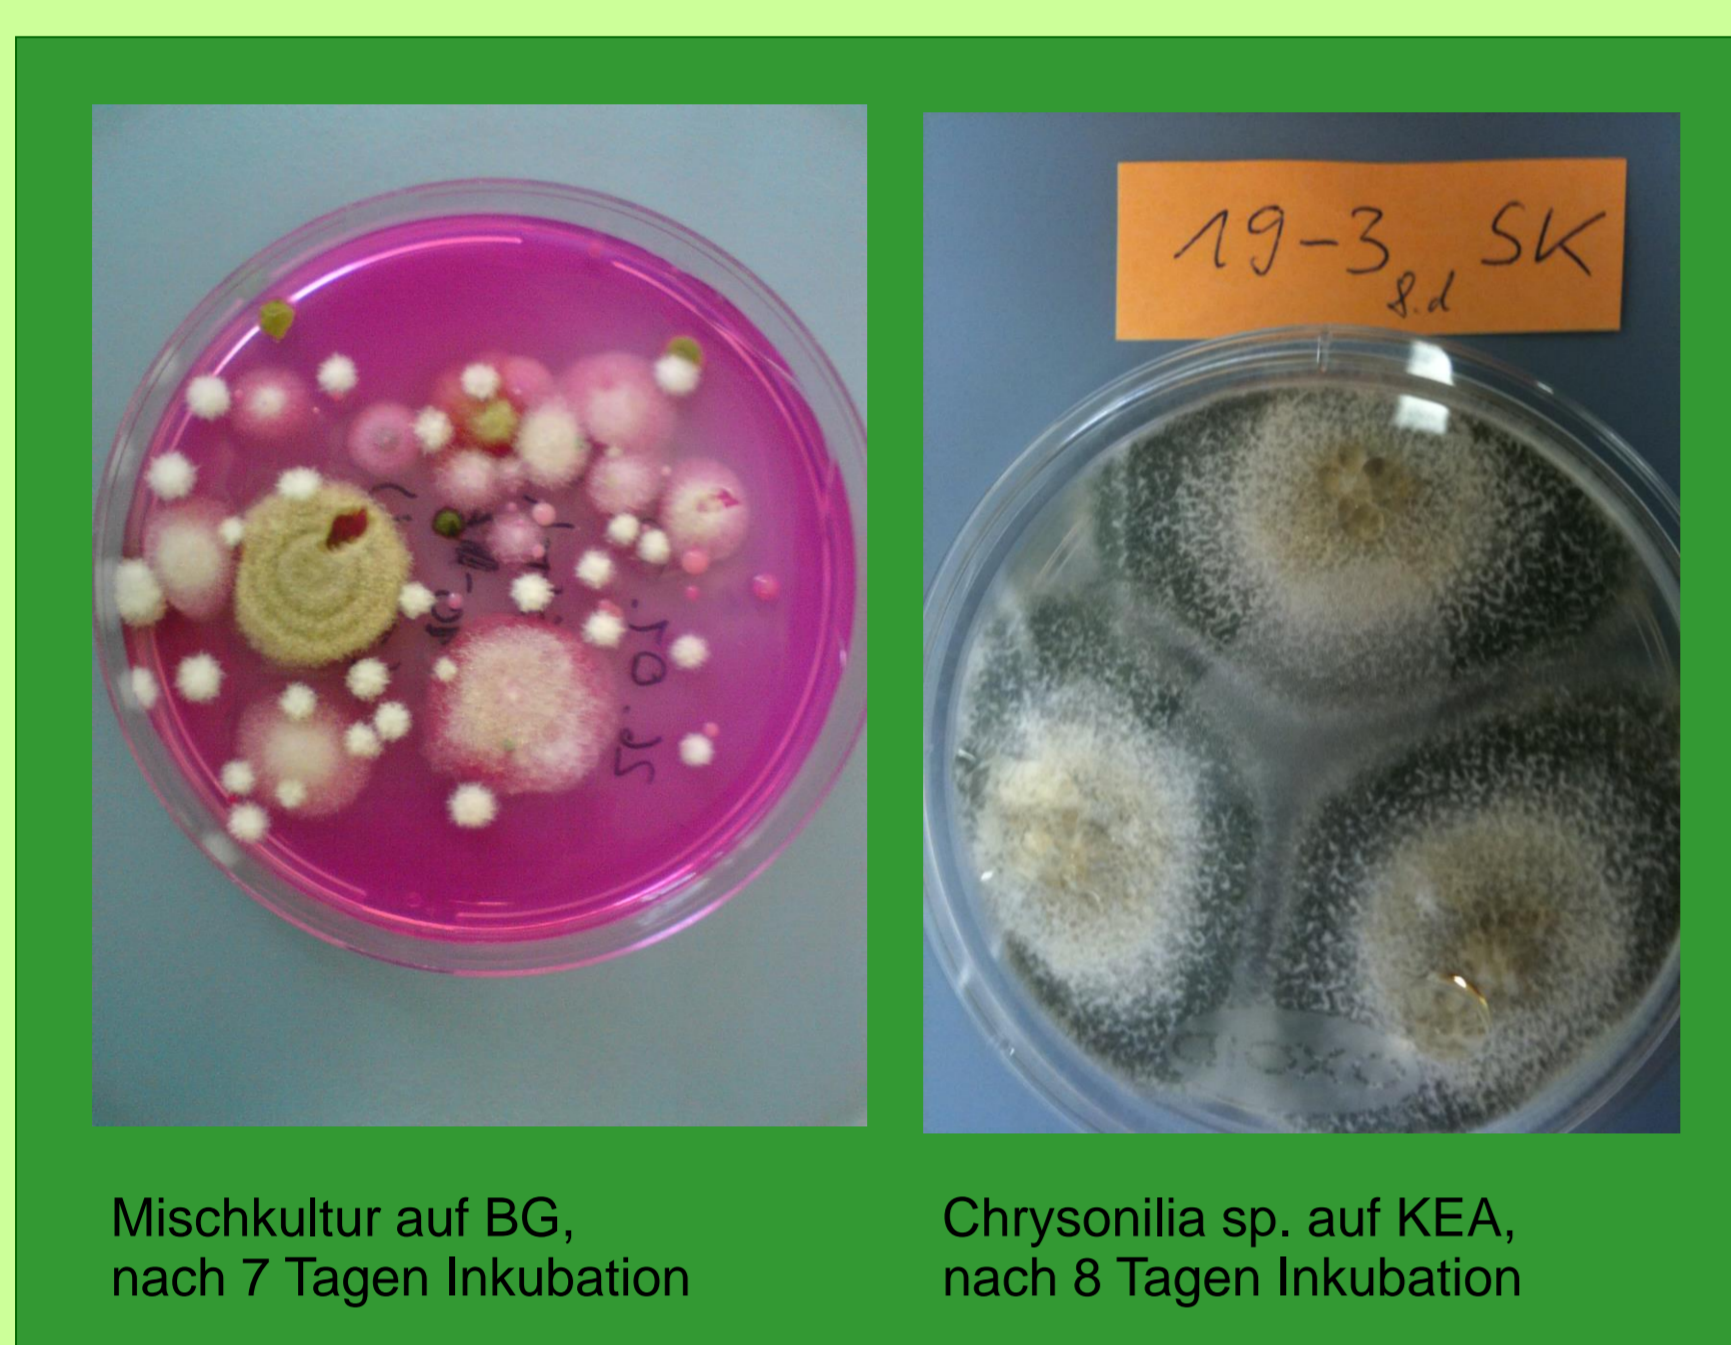 19-3 SK
8.d
Mischkultur auf BG,
nach 7 Tagen Inkubation
Chrysonilia sp. auf KEA,
nach 8 Tagen Inkubation